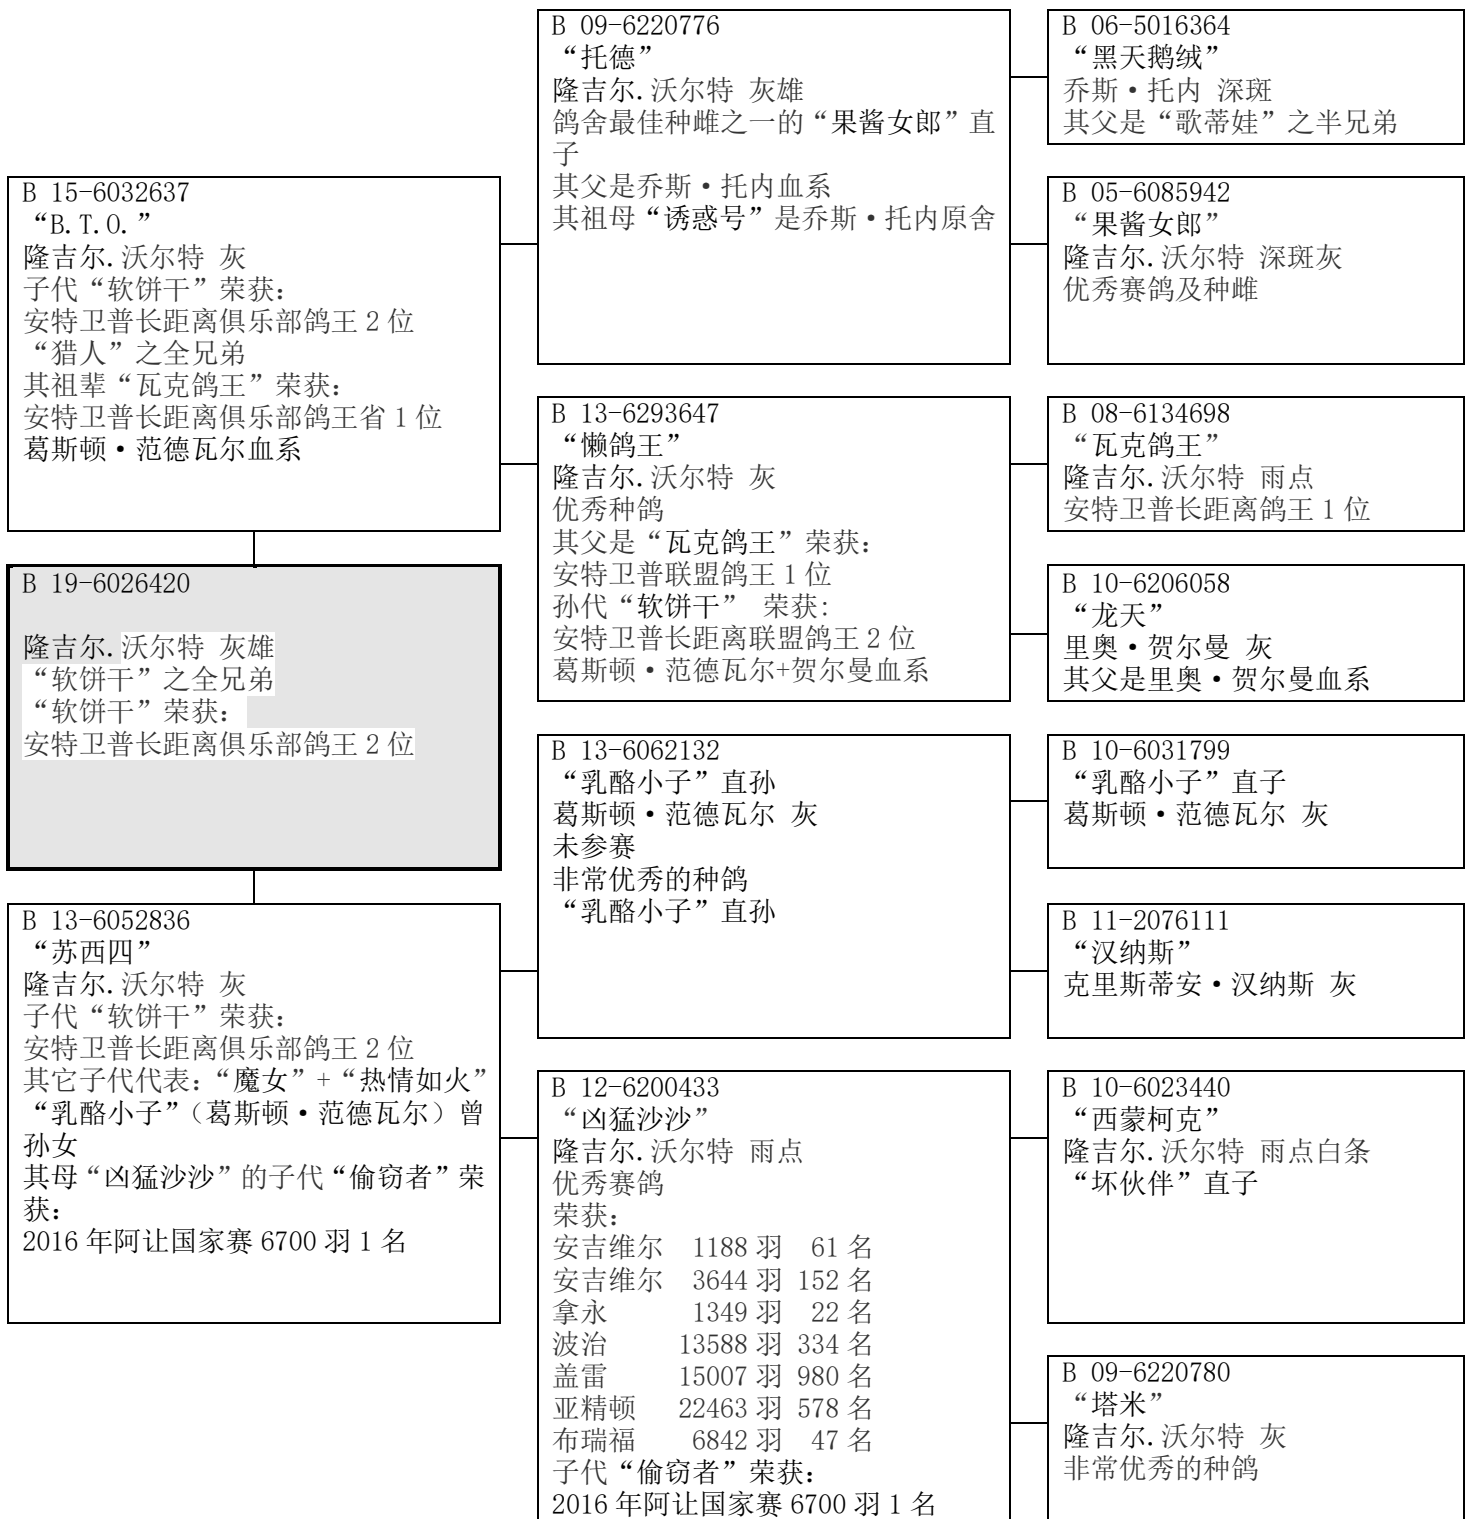 B 15-6032637
“B.T.O.”
隆吉尔.沃尔特 灰
子代“软饼干”荣获：
安特卫普长距离俱乐部鸽王 2 位
“猎人”之全兄弟
其祖辈“瓦克鸽王”荣获：
安特卫普长距离俱乐部鸽王省 1 位
葛斯顿•范德瓦尔血系
B 19-6026420
隆吉尔.沃尔特 灰雄
“软饼干”之全兄弟
“软饼干”荣获：
安特卫普长距离俱乐部鸽王 2 位
B 13-6052836
“苏西四”
隆吉尔.沃尔特 灰
子代“软饼干”荣获：
安特卫普长距离俱乐部鸽王 2 位
其它子代代表：“魔女”+“热情如火”
“乳酪小子”（葛斯顿•范德瓦尔）曾
孙女
其母“凶猛沙沙”的子代“偷窃者”荣
获：
2016 年阿让国家赛 6700 羽 1 名
B 09-6220776
“托德”
隆吉尔.沃尔特 灰雄
鸽舍最佳种雌之一的“果酱女郎”直
子
其父是乔斯•托内血系
其祖母“诱惑号”是乔斯•托内原舍
B 13-6293647
“懒鸽王”
隆吉尔.沃尔特 灰
优秀种鸽
其父是“瓦克鸽王”荣获：
安特卫普联盟鸽王 1 位
孙代“软饼干” 荣获：
安特卫普长距离联盟鸽王 2 位
葛斯顿•范德瓦尔+贺尔曼血系
B 13-6062132
“乳酪小子”直孙
葛斯顿•范德瓦尔 灰
未参赛
非常优秀的种鸽
“乳酪小子”直孙
B 12-6200433
“凶猛沙沙”
隆吉尔.沃尔特 雨点
优秀赛鸽
荣获：
安吉维尔 1188 羽 61 名
安吉维尔 3644 羽 152 名
拿永 1349 羽 22 名
波治 13588 羽 334 名
盖雷 15007 羽 980 名
亚精顿 22463 羽 578 名
布瑞福 6842 羽 47 名
子代“偷窃者”荣获：
2016 年阿让国家赛 6700 羽 1 名
B 06-5016364
“黑天鹅绒”
乔斯•托内 深斑
其父是“歌蒂娃”之半兄弟
B 05-6085942
“果酱女郎”
隆吉尔.沃尔特 深斑灰
优秀赛鸽及种雌
B 08-6134698
“瓦克鸽王”
隆吉尔.沃尔特 雨点
安特卫普长距离鸽王 1 位
B 10-6206058
“龙天”
里奥•贺尔曼 灰
其父是里奥•贺尔曼血系
B 10-6031799
“乳酪小子”直子
葛斯顿•范德瓦尔 灰
B 11-2076111
“汉纳斯”
克里斯蒂安•汉纳斯 灰
B 10-6023440
“西蒙柯克”
隆吉尔.沃尔特 雨点白条
“坏伙伴”直子
B 09-6220780
“塔米”
隆吉尔.沃尔特 灰
非常优秀的种鸽